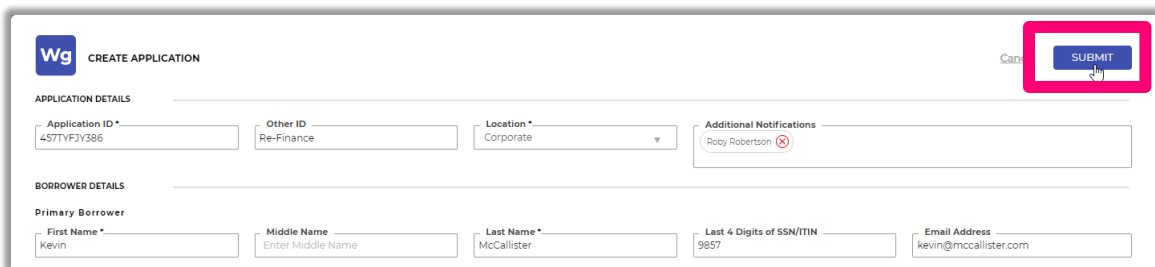 Wg CREATE APPLICATION
SUBMIT
APPLICATION DETAILS
Application ID * Other ID Location * Additional Notifications
457TYFJY386 Re-Finance Corporate Roby Robertson
BORROWER DETAILS
Primary Borrower
First Name * Middle Name Last Name * Last 4 Digits of SSN/ITIN Email Address
Kevin Enter Middle Name McCallister 9857 kevin@mccallister.com